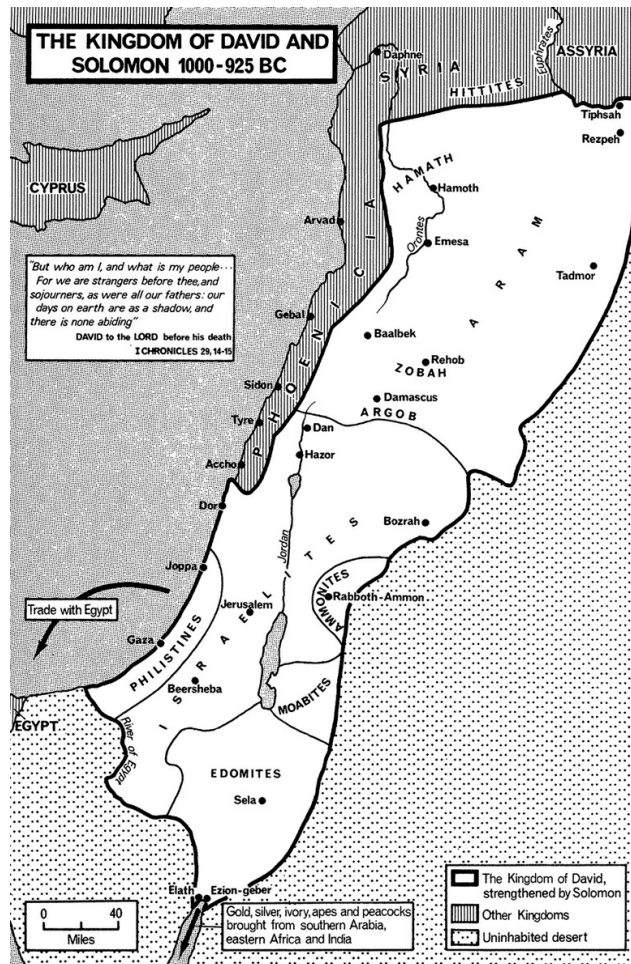 THE KINGDOM OF DAVID AND
SOLOMON 1000-925 BC
Daphne
SYRIA
Euphrates
ASSYRIA
HITTITES
Tiphsah
Rezpeh
HAMATH
Hamoth
CYPRUS
Arvad
Orontes
Emesa
ARAM
Tadmor
"But who am I, and what is my people...
For we are strangers before thee, and
sojourners, as were all our fathers: our
days on earth are as a shadow, and
there is none abiding"
DAVID to the LORD before his death
I CHRONICLES 29, 14-15
Gebal
PHOENICIA
Baalbek
Rehob
ZOBAH
Sidon
Damascus
ARGOB
Tyre
Dan
Hazor
Accho
Dor
Bozrah
Jordan
ISRAELITES
Joppa
AMMONITES
Rabboth-Ammon
Trade with Egypt
Jerusalem
Gaza
PHILISTINES
Beersheba
MOABITES
EGYPT
River of Egypt
EDOMITES
Sela
Elath
Ezion-geber
Gold, silver, ivory, apes and peacocks
brought from southern Arabia,
eastern Africa and India
0 40
Miles
The Kingdom of David,
strengthened by Solomon
Other Kingdoms
Uninhabited desert